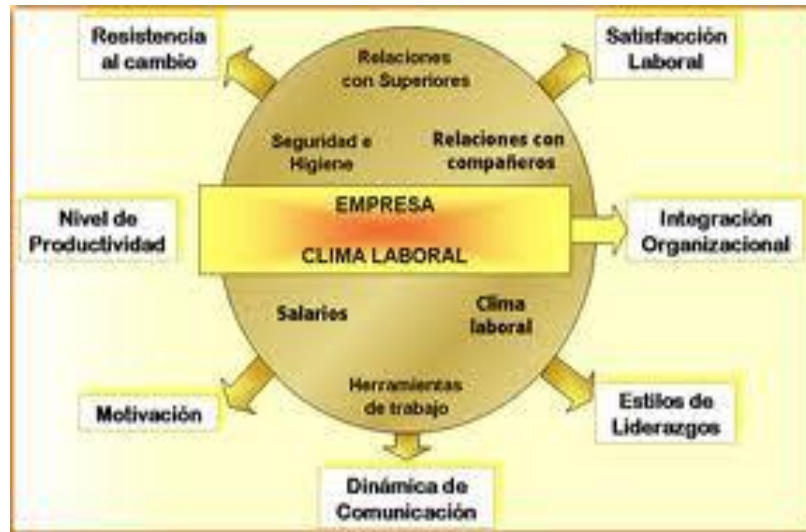 Resistencia
al cambio
Relaciones
con Superiores
Satisfacción
Laboral
Seguridad e
Higiene
Relaciones con
compañeros
Nivel de
Productividad
EMPRESA
CLIMA LABORAL
Integración
Organizacional
Salarios
Clima
laboral
Motivación
Herramientas
de trabajo
Estilos de
Liderazgos
Dinámica de
Comunicación